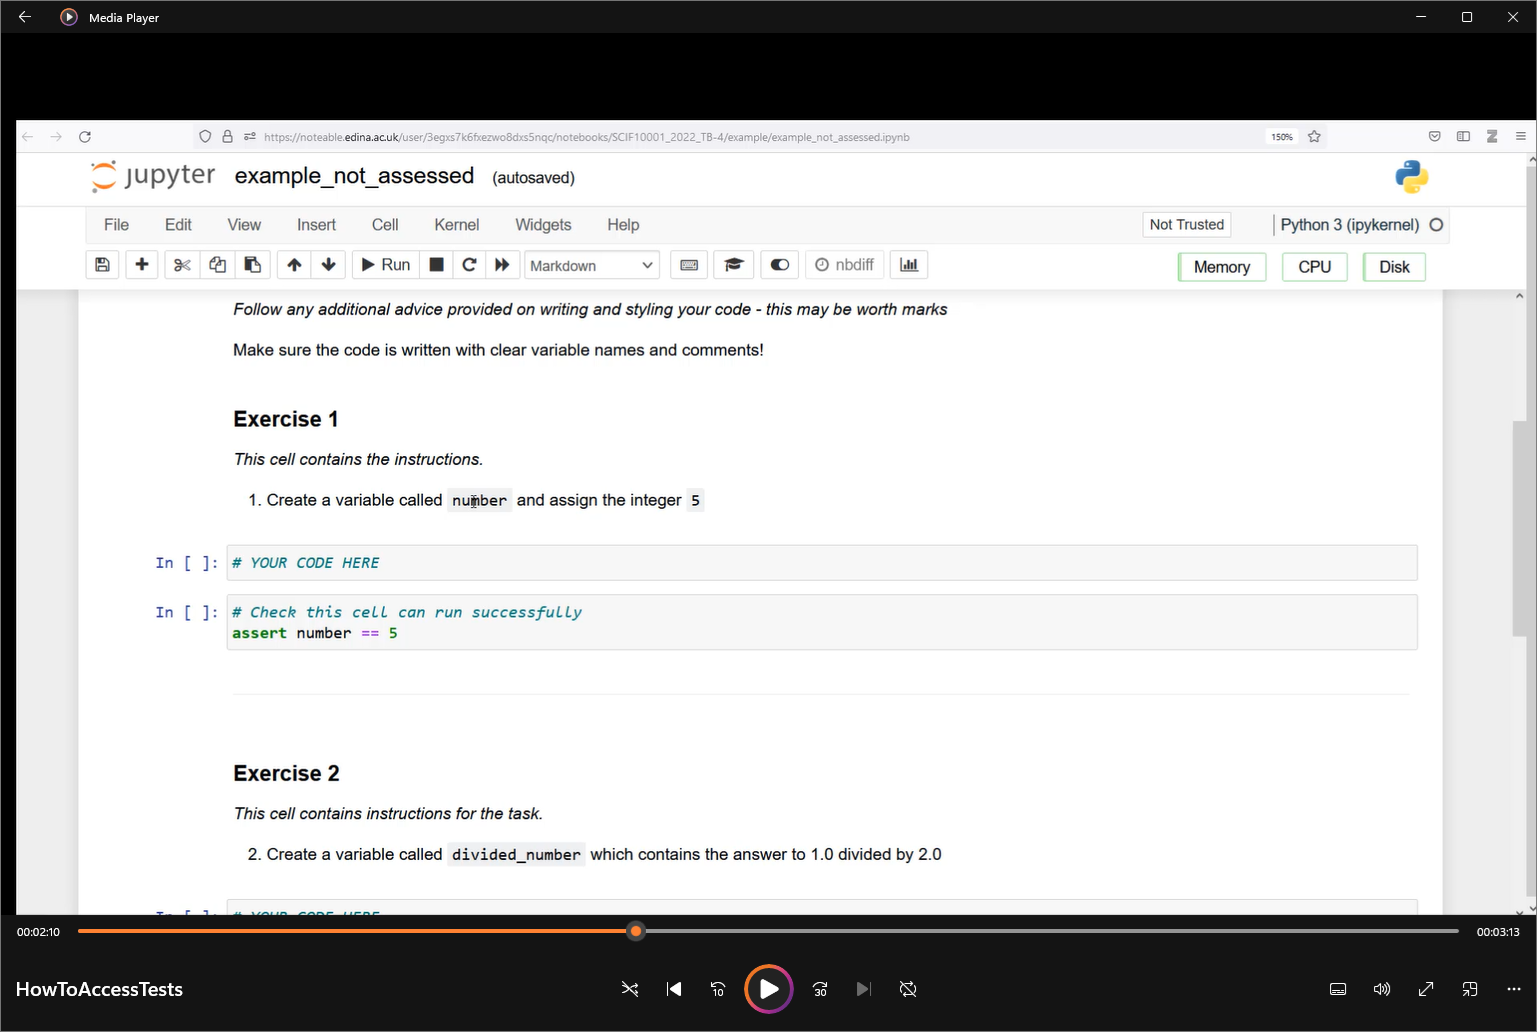 Media Player
https://noteable.edina.ac.uk/user/3egxs7k6fxezwo8dxs5nqc/notebooks/SCIF10001_2022_TB-4/example/example_not_assessed.ipynb
150%
jupyter example_not_assessed (autosaved)
File Edit View Insert Cell Kernel Widgets Help Not Trusted Python 3 (ipykernel)
Run Markdown nbdiff Memory CPU Disk
Follow any additional advice provided on writing and styling your code - this may be worth marks
Make sure the code is written with clear variable names and comments!
Exercise 1
This cell contains the instructions.
1. Create a variable called number and assign the integer 5
In [ ]: # YOUR CODE HERE
In [ ]: # Check this cell can run successfully
assert number == 5
Exercise 2
This cell contains instructions for the task.
2. Create a variable called divided_number which contains the answer to 1.0 divided by 2.0
In [ ]: # YOUR CODE HERE
00:02:10 00:03:13
HowToAccessTests
10 30